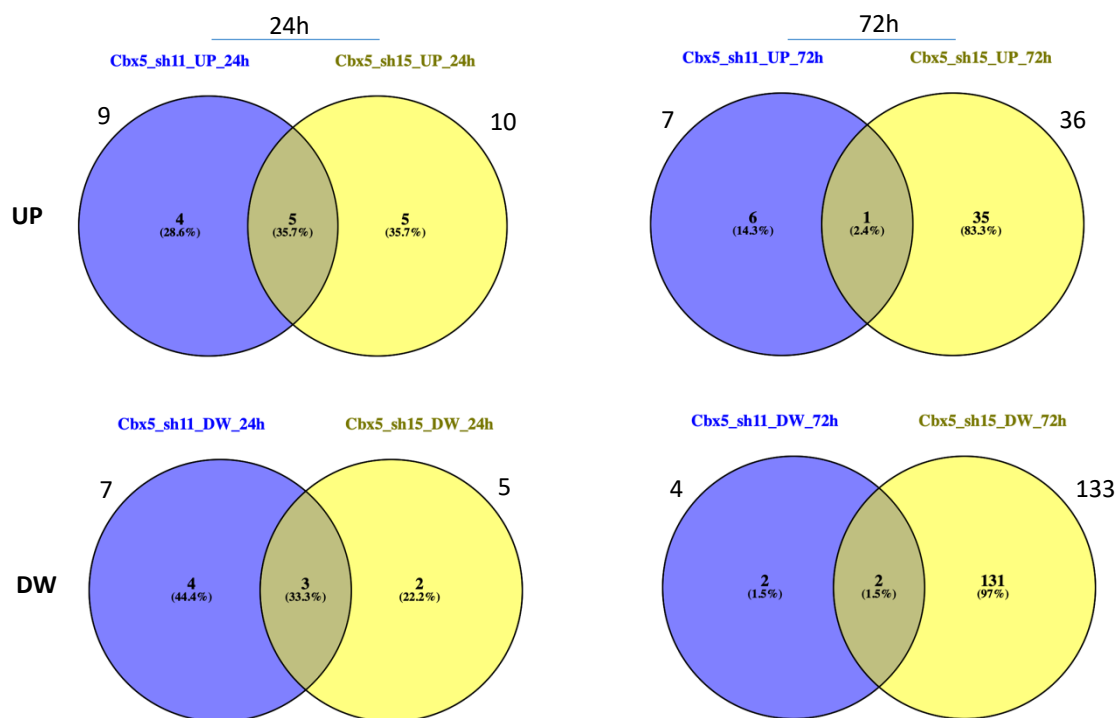 24h
72h
Cbx5_sh11_UP_24h
Cbx5_sh15_UP_24h
Cbx5_sh11_UP_72h
Cbx5_sh15_UP_72h
9
10
7
36
UP
4
(28.6%)
5
(35.7%)
5
(35.7%)
6
(14.3%)
1
(2.4%)
35
(83.3%)
Cbx5_sh11_DW_24h
Cbx5_sh15_DW_24h
Cbx5_sh11_DW_72h
Cbx5_sh15_DW_72h
7
5
4
133
DW
4
(44.4%)
3
(33.3%)
2
(22.2%)
2
(1.5%)
2
(1.5%)
131
(97%)